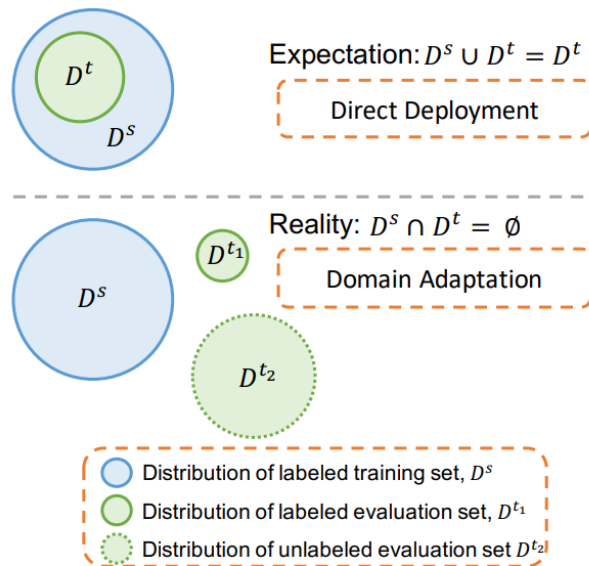 Expectation: Dˢ ∪ Dᵗ = Dᵗ
Dᵗ
Direct Deployment
Dˢ
Reality: Dˢ ∩ Dᵗ = ∅
Dᵗ¹
Domain Adaptation
Dˢ
Dᵗ²
Distribution of labeled training set, Dˢ
Distribution of labeled evaluation set, Dᵗ¹
Distribution of unlabeled evaluation set Dᵗ²